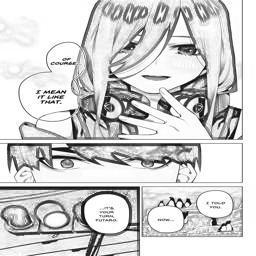 OF
COURSE
I MEAN
IT LIKE
THAT.
I TOLD
YOU.
NOW...
...IT'S
YOUR
TURN,
FUTARO.